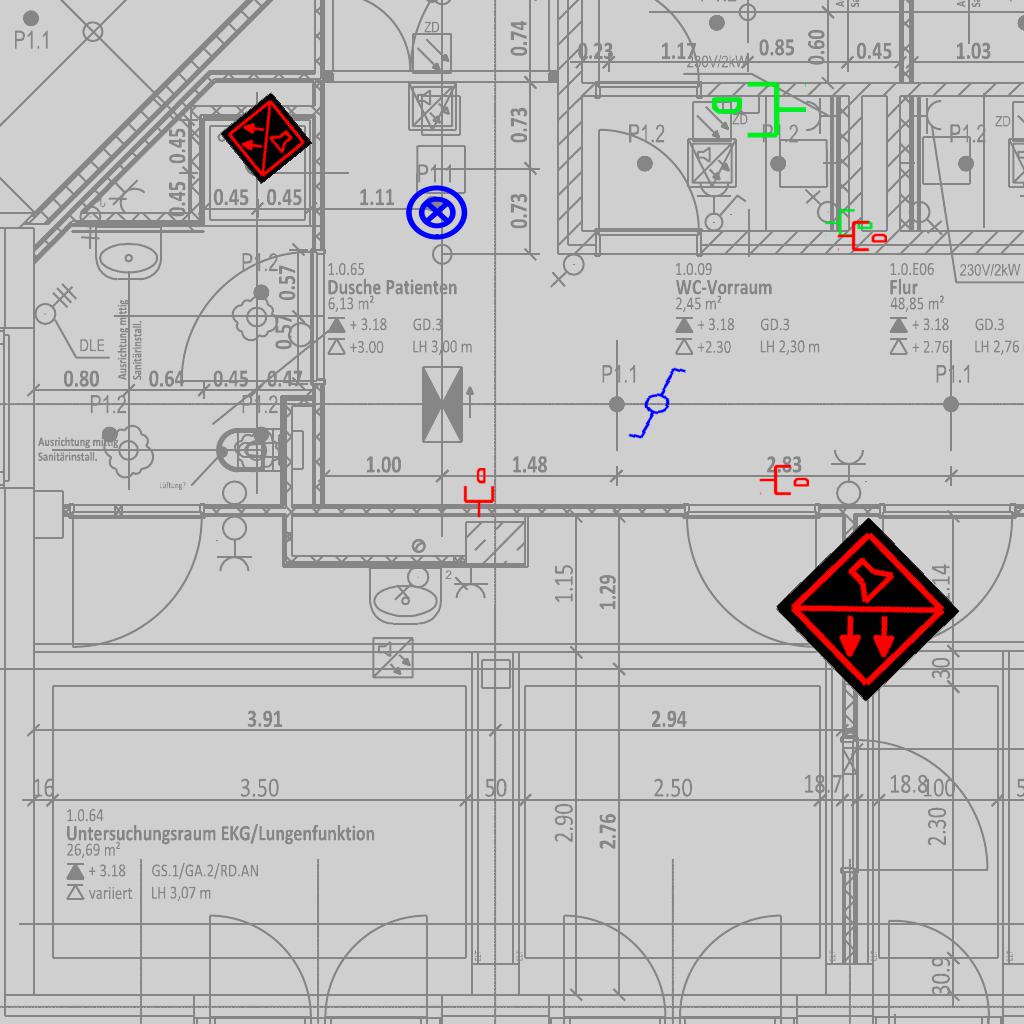 P1.1
ZD
0.74
0.23
1.17
0.85
0.60
0.45
1.03
230V/2kW
ZD
ZD
P1.2
P1.2
P1.2
0.73
0.73
0.45
0.45
0.45
0.45
P1.1
1.11
P1.2
0.57
0.57
1.0.65
Dusche Patienten
6,13 m²
+ 3.18
GD.3
+3.00
LH 3,00 m
1.0.09
WC-Vorraum
2,45 m²
+ 3.18
GD.3
+2.30
LH 2,30 m
1.0.E06
Flur
48,85 m²
+ 3.18
GD.3
+ 2.76
LH 2,76
230V/2kW
DLE
Ausrichtung mittig
Sanitärinstall.
0.80
0.64
0.45
0.47
P1.2
P1.2
P1.1
P1.1
Ausrichtung mittig
Sanitärinstall.
Lüftung?
1.00
1.48
2.83
2
1.15
1.29
2.14
30
3.91
2.94
16
3.50
50
2.50
18.7
18.8
100
5
2.90
2.76
2.30
30.9
1.0.64
Untersuchungsraum EKG/Lungenfunktion
26,69 m²
+ 3.18
GS.1/GA.2/RD.AN
variiert
LH 3,07 m